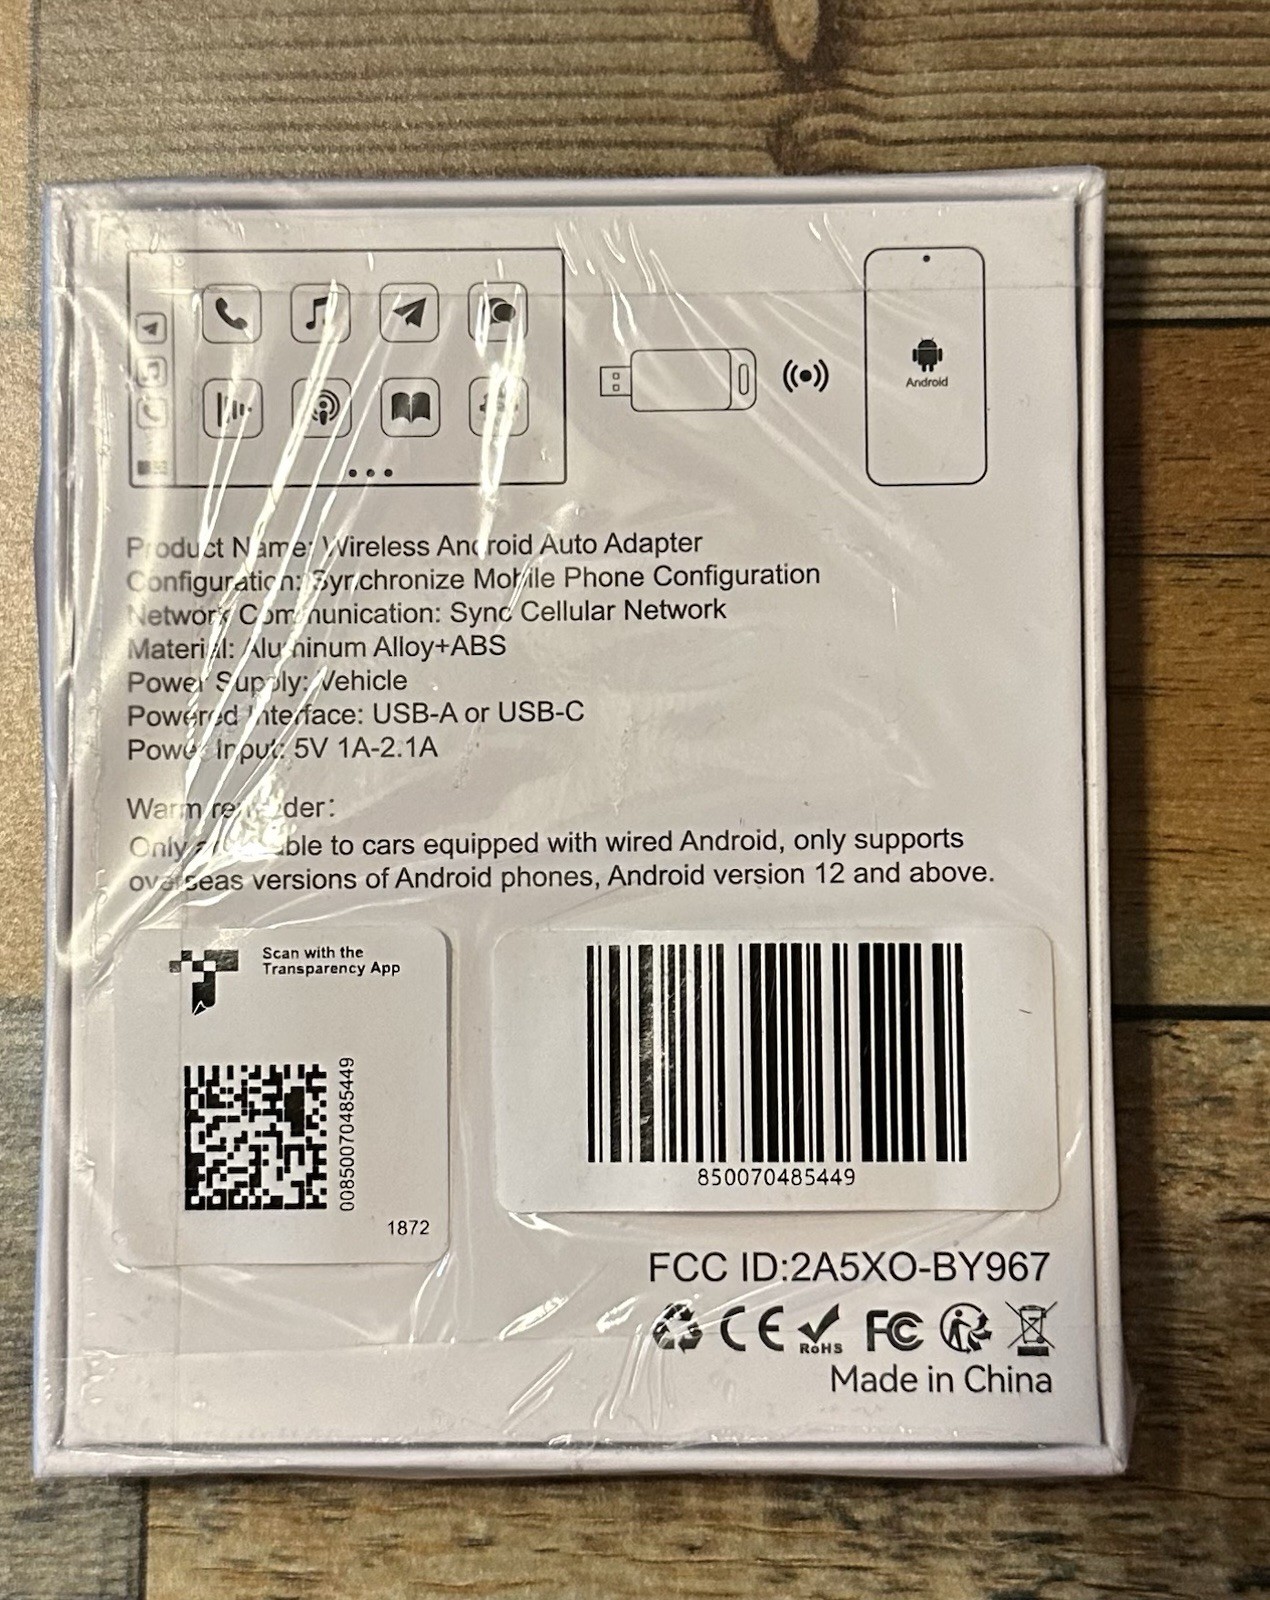 Android
Product Name: Wireless Android Auto Adapter
Configuration: Synchronize Mobile Phone Configuration
Network Communication: Sync Cellular Network
Material: Aluminum Alloy+ABS
Power Supply: Vehicle
Powered Interface: USB-A or USB-C
Power Input: 5V 1A-2.1A
Warm reminder:
Only to cars equipped with wired Android, only supports
overseas versions of Android phones, Android version 12 and above.
Scan with the
Transparency App
00850070485449
1872
850070485449
FCC ID:2A5XO-BY967
CE RoHS FC
Made in China